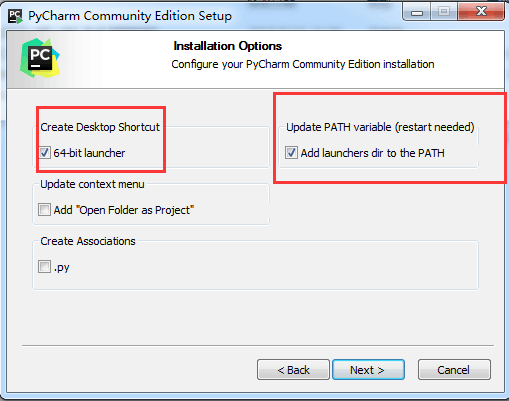 PC PyCharm Community Edition Setup
PC
Installation Options
Configure your PyCharm Community Edition installation
Create Desktop Shortcut
64-bit launcher
Update PATH variable (restart needed)
Add launchers dir to the PATH
Update context menu
Add "Open Folder as Project"
Create Associations
.py
< Back
Next >
Cancel